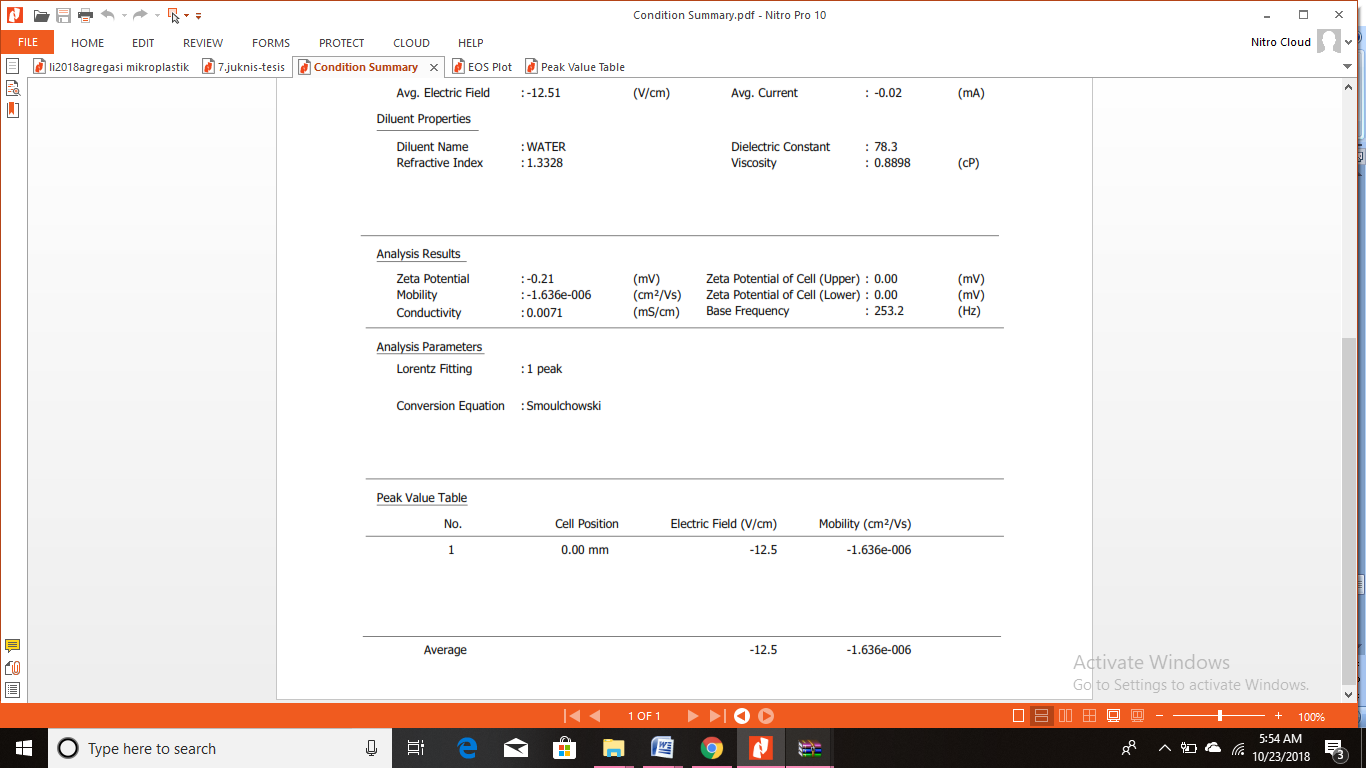 Condition Summary.pdf - Nitro Pro 10
FILE HOME EDIT REVIEW FORMS PROTECT CLOUD HELP Nitro Cloud
li2018agregasi mikroplastik 7.juknis-tesis Condition Summary × EOS Plot Peak Value Table
Avg. Electric Field : -12.51 (V/cm) Avg. Current : -0.02 (mA)
Diluent Properties
Diluent Name : WATER Dielectric Constant : 78.3
Refractive Index : 1.3328 Viscosity : 0.8898 (cP)
Analysis Results
Zeta Potential : -0.21 (mV) Zeta Potential of Cell (Upper) : 0.00 (mV)
Mobility : -1.636e-006 (cm²/Vs) Zeta Potential of Cell (Lower) : 0.00 (mV)
Conductivity : 0.0071 (mS/cm) Base Frequency : 253.2 (Hz)
Analysis Parameters
Lorentz Fitting : 1 peak
Conversion Equation : Smoulchowski
Peak Value Table
No. Cell Position Electric Field (V/cm) Mobility (cm²/Vs)
1 0.00 mm -12.5 -1.636e-006
Average -12.5 -1.636e-006
Activate Windows
Go to Settings to activate Windows.
1 OF 1 100%
Type here to search
5:54 AM
10/23/2018
3